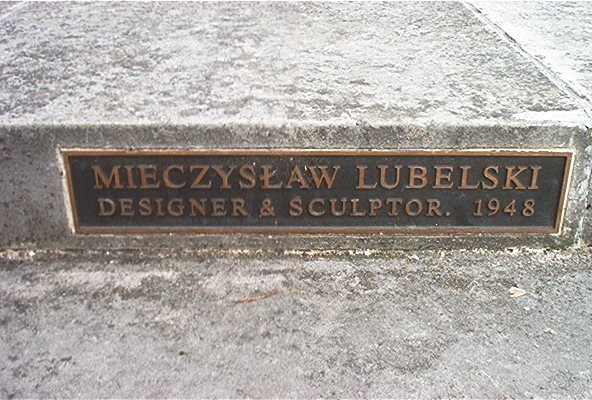 MIECZYSŁAW LUBELSKI
DESIGNER & SCULPTOR. 1948